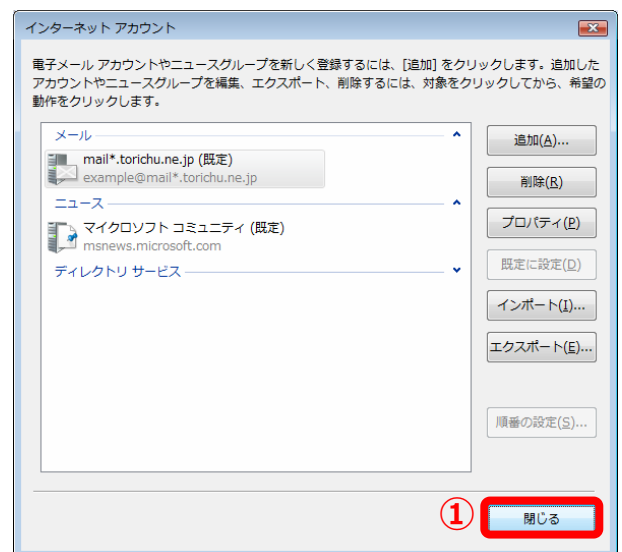 インターネット アカウント
電子メール アカウントやニュースグループを新しく登録するには、[追加] をクリックします。追加した
アカウントやニュースグループを編集、エクスポート、削除するには、対象をクリックしてから、希望の
動作をクリックします。
メール
mail*.torichu.ne.jp (既定)
example@mail*.torichu.ne.jp
ニュース
マイクロソフト コミュニティ (既定)
msnews.microsoft.com
ディレクトリ サービス
追加(A)...
削除(R)
プロパティ(P)
既定に設定(D)
インポート(I)...
エクスポート(E)...
順番の設定(S)...
① 閉じる